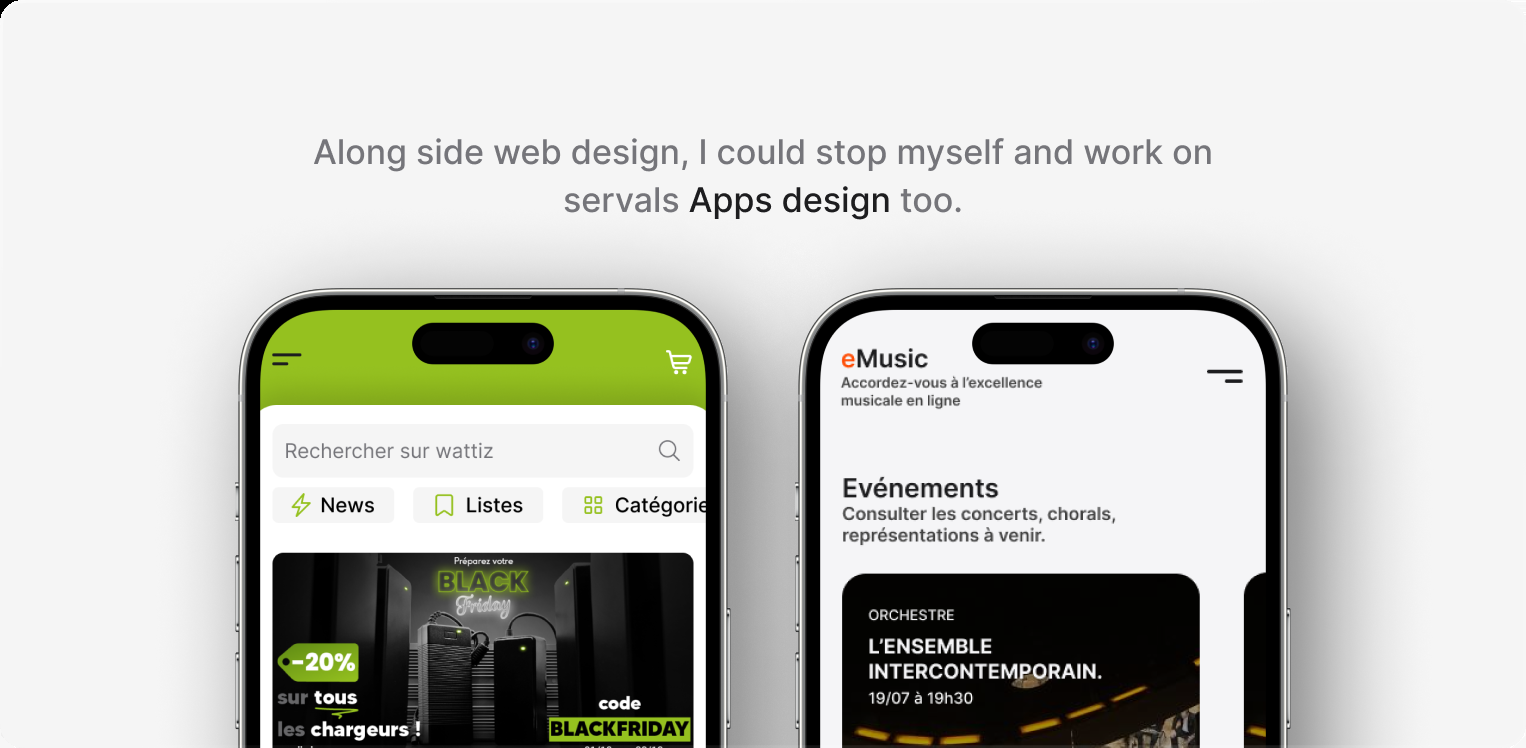 Along side web design, I could stop myself and work on
servals Apps design too.
Rechercher sur wattiz
News
Listes
Catégorie
Préparez votre
BLACK
Friday
-20%
sur tous
les chargeurs !
code
BLACKFRIDAY
eMusic
Accordez-vous à l'excellence
musicale en ligne
Evénements
Consulter les concerts, chorals,
représentations à venir.
ORCHESTRE
L'ENSEMBLE
INTERCONTEMPORAIN.
19/07 à 19h30